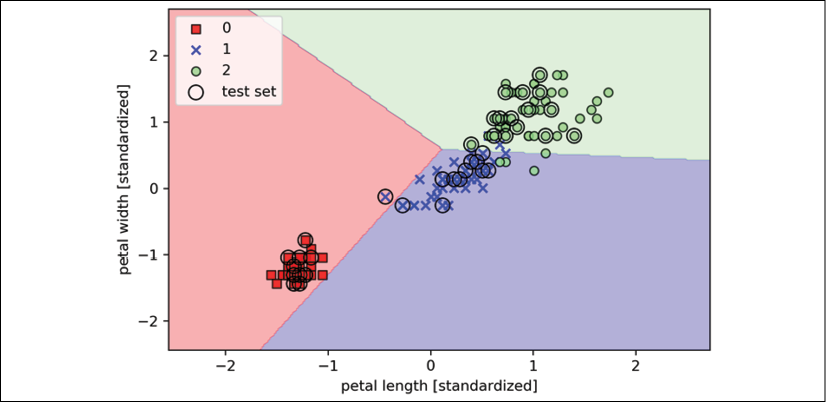 0
1
2
test set
2
1
0
−1
−2
petal width [standardized]
−2 −1 0 1 2
petal length [standardized]